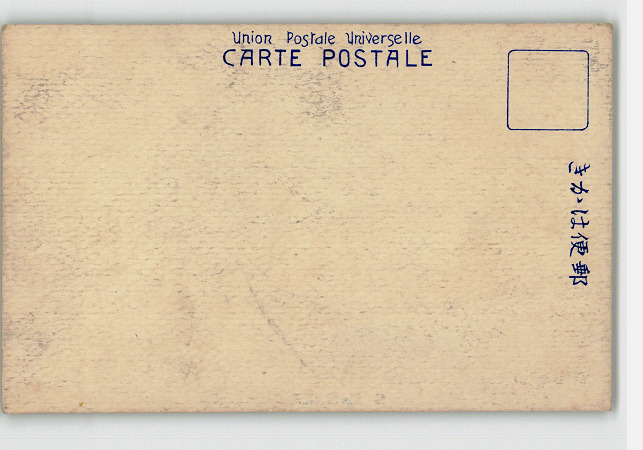 Union Postale Universelle
CARTE POSTALE
郵便はがき